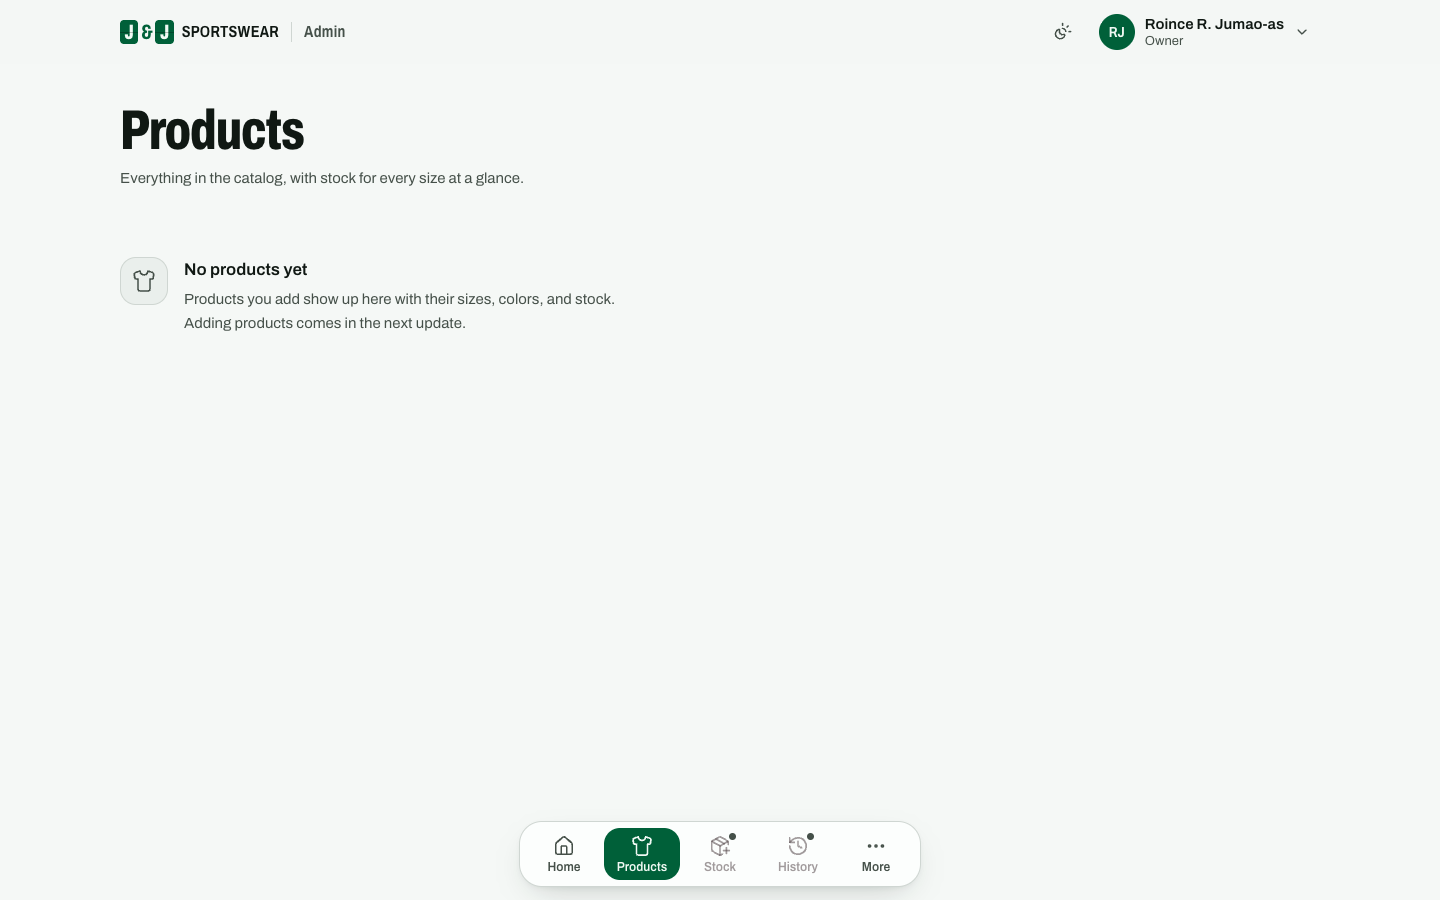 J & J SPORTSWEAR Admin
RJ
Roince R. Jumao-as
Owner
Products
Everything in the catalog, with stock for every size at a glance.
No products yet
Products you add show up here with their sizes, colors, and stock.
Adding products comes in the next update.
Home
Products
Stock
History
More